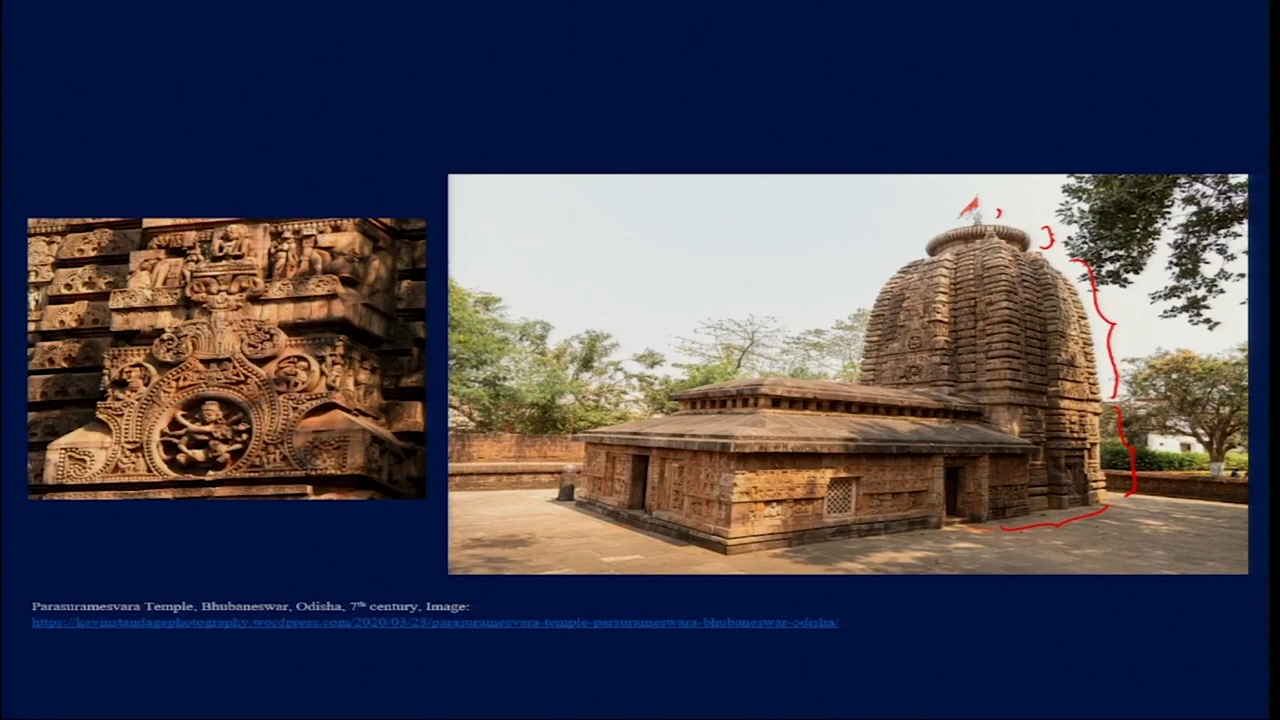 Parasuramesvara Temple, Bhubaneswar, Odisha, 7th century, Image:
https://kevinstandagephotography.wordpress.com/2020/03/28/parasuramesvara-temple-parsurameswara-bhubaneswar-odisha/